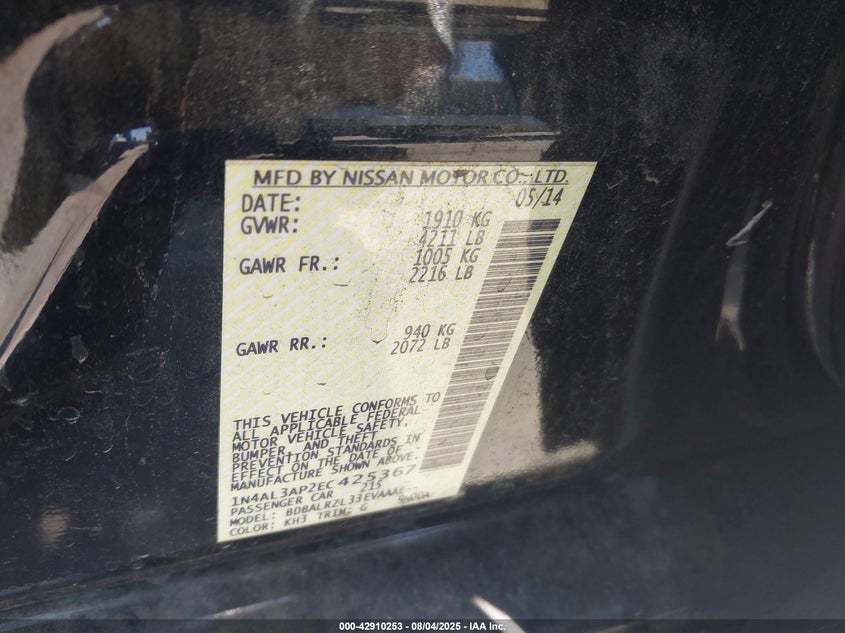 MFD BY NISSAN MOTOR CO., LTD.
DATE: 05/14
GVWR: 1910 KG
4211 LB
GAWR FR.: 1005 KG
2216 LB
GAWR RR.: 940 KG
2072 LB
THIS VEHICLE CONFORMS TO
ALL APPLICABLE FEDERAL
MOTOR VEHICLE SAFETY,
BUMPER, AND THEFT
PREVENTION STANDARDS IN
EFFECT ON THE DATE OF
MANUFACTURE SHOWN ABOVE.
1N4AL3AP2EC425367
PASSENGER CAR 215
MODEL: BDBALRZL33EVAAAE--
COLOR: KH3 TRIM: G
000-42910253 - 08/04/2025 - IAA Inc.